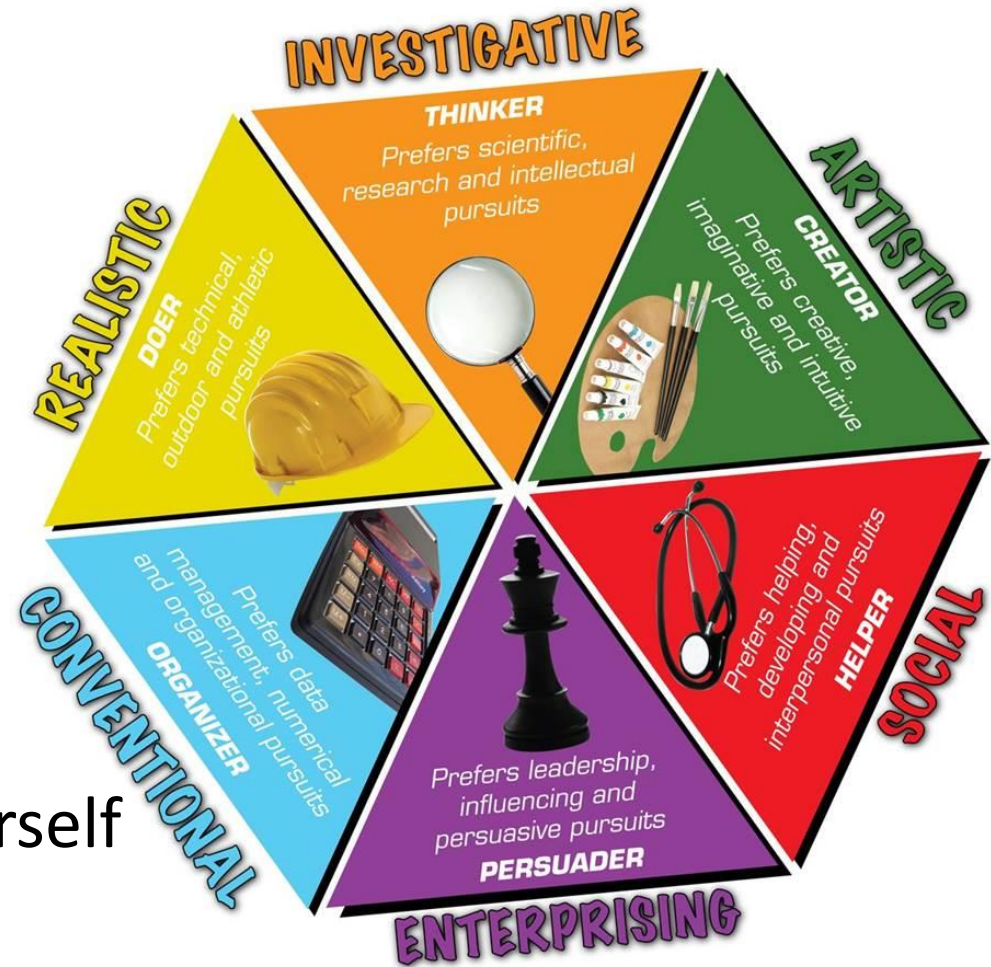 INVESTIGATIVE
THINKER
Prefers scientific,
research and intellectual
pursuits
ARTISTIC
CREATOR
Prefers creative,
imaginative and intuitive
pursuits
SOCIAL
Prefers helping,
developing and
interpersonal pursuits
HELPER
ENTERPRISING
Prefers leadership,
influencing and
persuasive pursuits
PERSUADER
CONVENTIONAL
Prefers data
management, numerical
and organizational pursuits
ORGANIZER
REALISTIC
DOER
Prefers technical,
outdoor and athletic
pursuits
rself